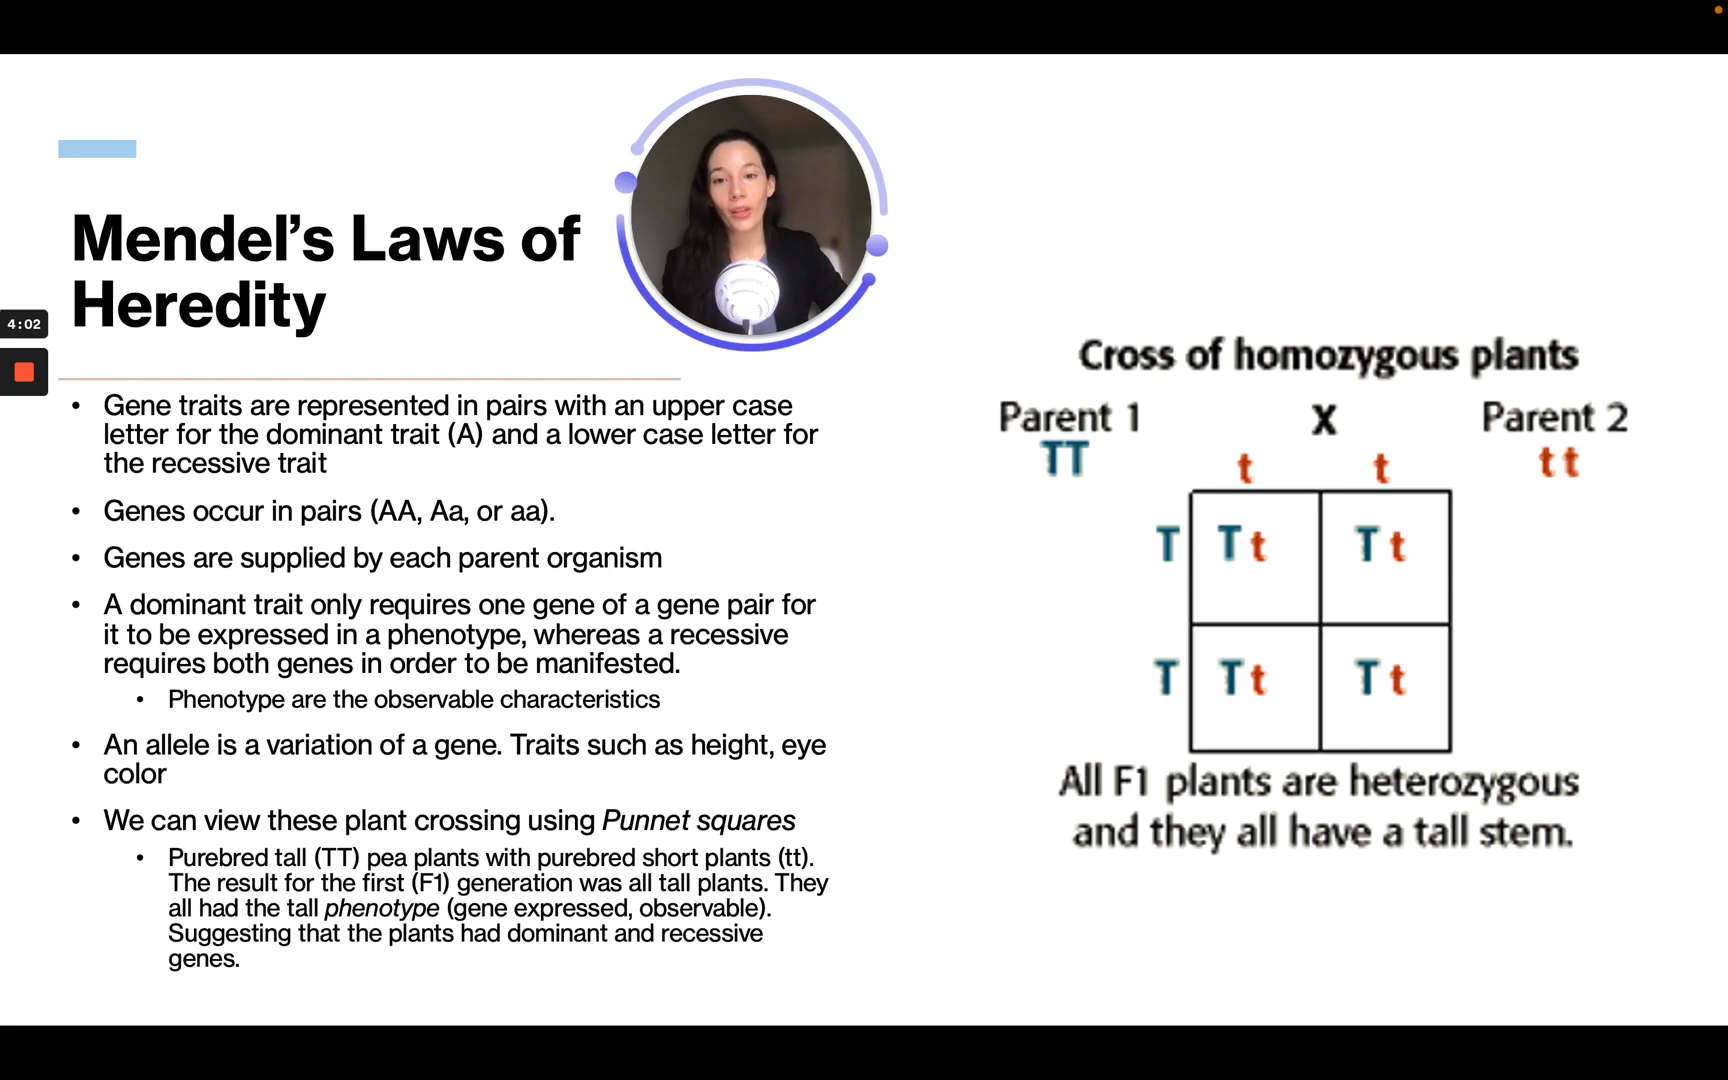 4:02
Mendel’s Laws of
Heredity
• Gene traits are represented in pairs with an upper case
letter for the dominant trait (A) and a lower case letter for
the recessive trait
• Genes occur in pairs (AA, Aa, or aa).
• Genes are supplied by each parent organism
• A dominant trait only requires one gene of a gene pair for
it to be expressed in a phenotype, whereas a recessive
requires both genes in order to be manifested.
• Phenotype are the observable characteristics
• An allele is a variation of a gene. Traits such as height, eye
color
• We can view these plant crossing using Punnet squares
• Purebred tall (TT) pea plants with purebred short plants (tt).
The result for the first (F1) generation was all tall plants. They
all had the tall phenotype (gene expressed, observable).
Suggesting that the plants had dominant and recessive
genes.
Cross of homozygous plants
Parent 1 X Parent 2
TT t t tt
T Tt Tt
T Tt Tt
All F1 plants are heterozygous
and they all have a tall stem.